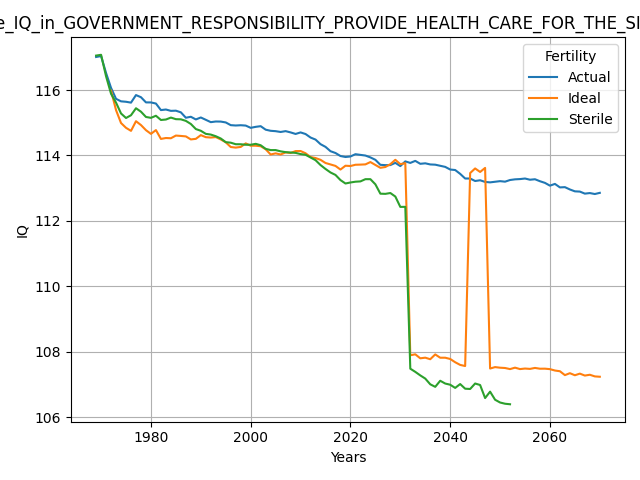 e_IQ_in_GOVERNMENT_RESPONSIBILITY_PROVIDE_HEALTH_CARE_FOR_THE_SI
Fertility
Actual
Ideal
Sterile
IQ
116
114
112
110
108
106
1980
2000
2020
2040
2060
Years